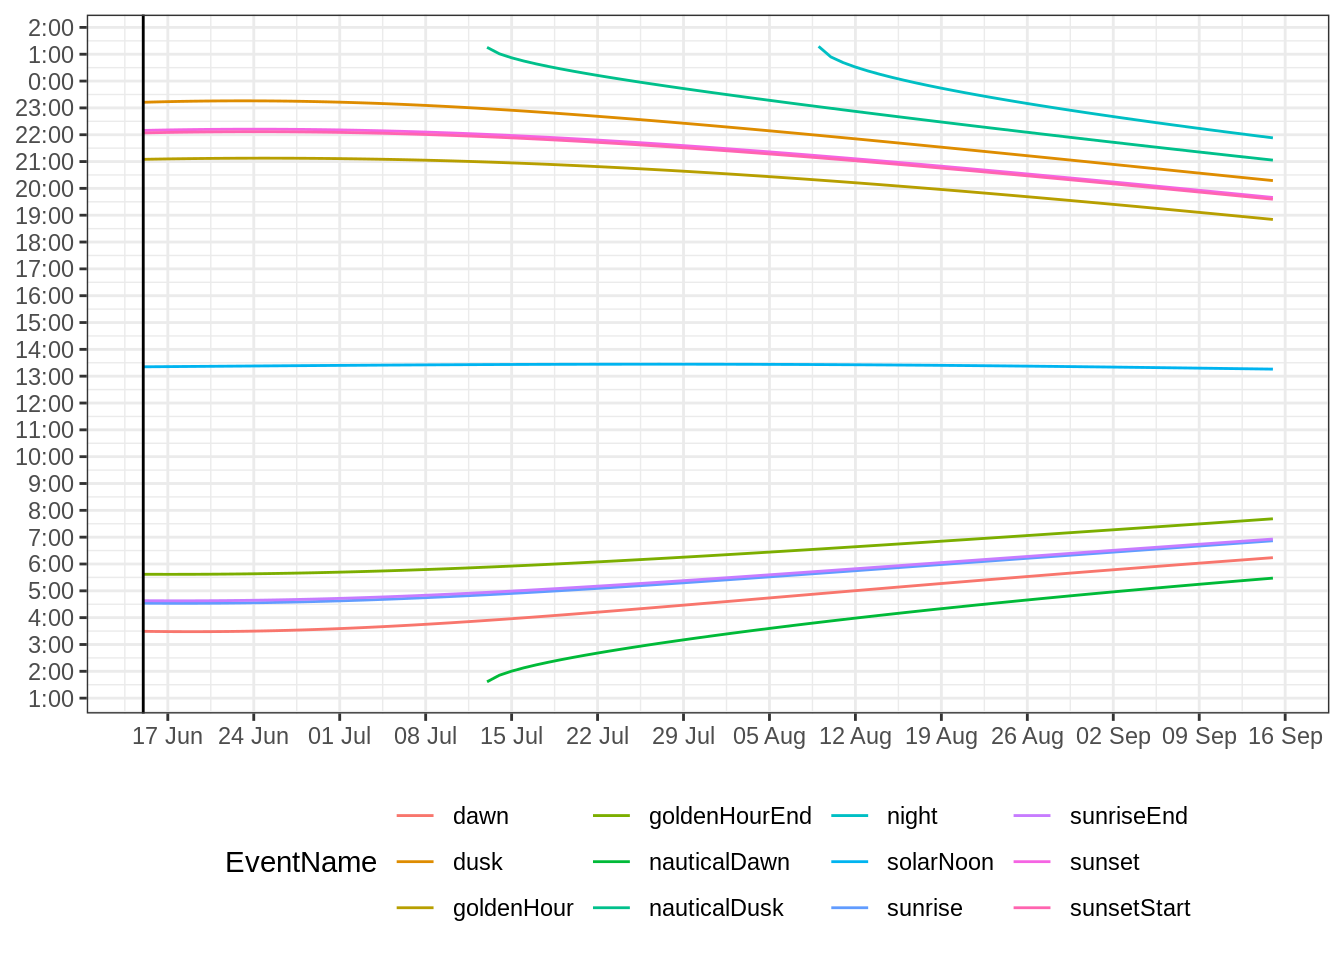 2:00
1:00
0:00
23:00
22:00
21:00
20:00
19:00
18:00
17:00
16:00
15:00
14:00
13:00
12:00
11:00
10:00
9:00
8:00
7:00
6:00
5:00
4:00
3:00
2:00
1:00
17 Jun 24 Jun 01 Jul 08 Jul 15 Jul 22 Jul 29 Jul 05 Aug 12 Aug 19 Aug 26 Aug 02 Sep 09 Sep 16 Sep
EventName
dawn
dusk
goldenHour
goldenHourEnd
nauticalDawn
nauticalDusk
night
solarNoon
sunrise
sunriseEnd
sunset
sunsetStart